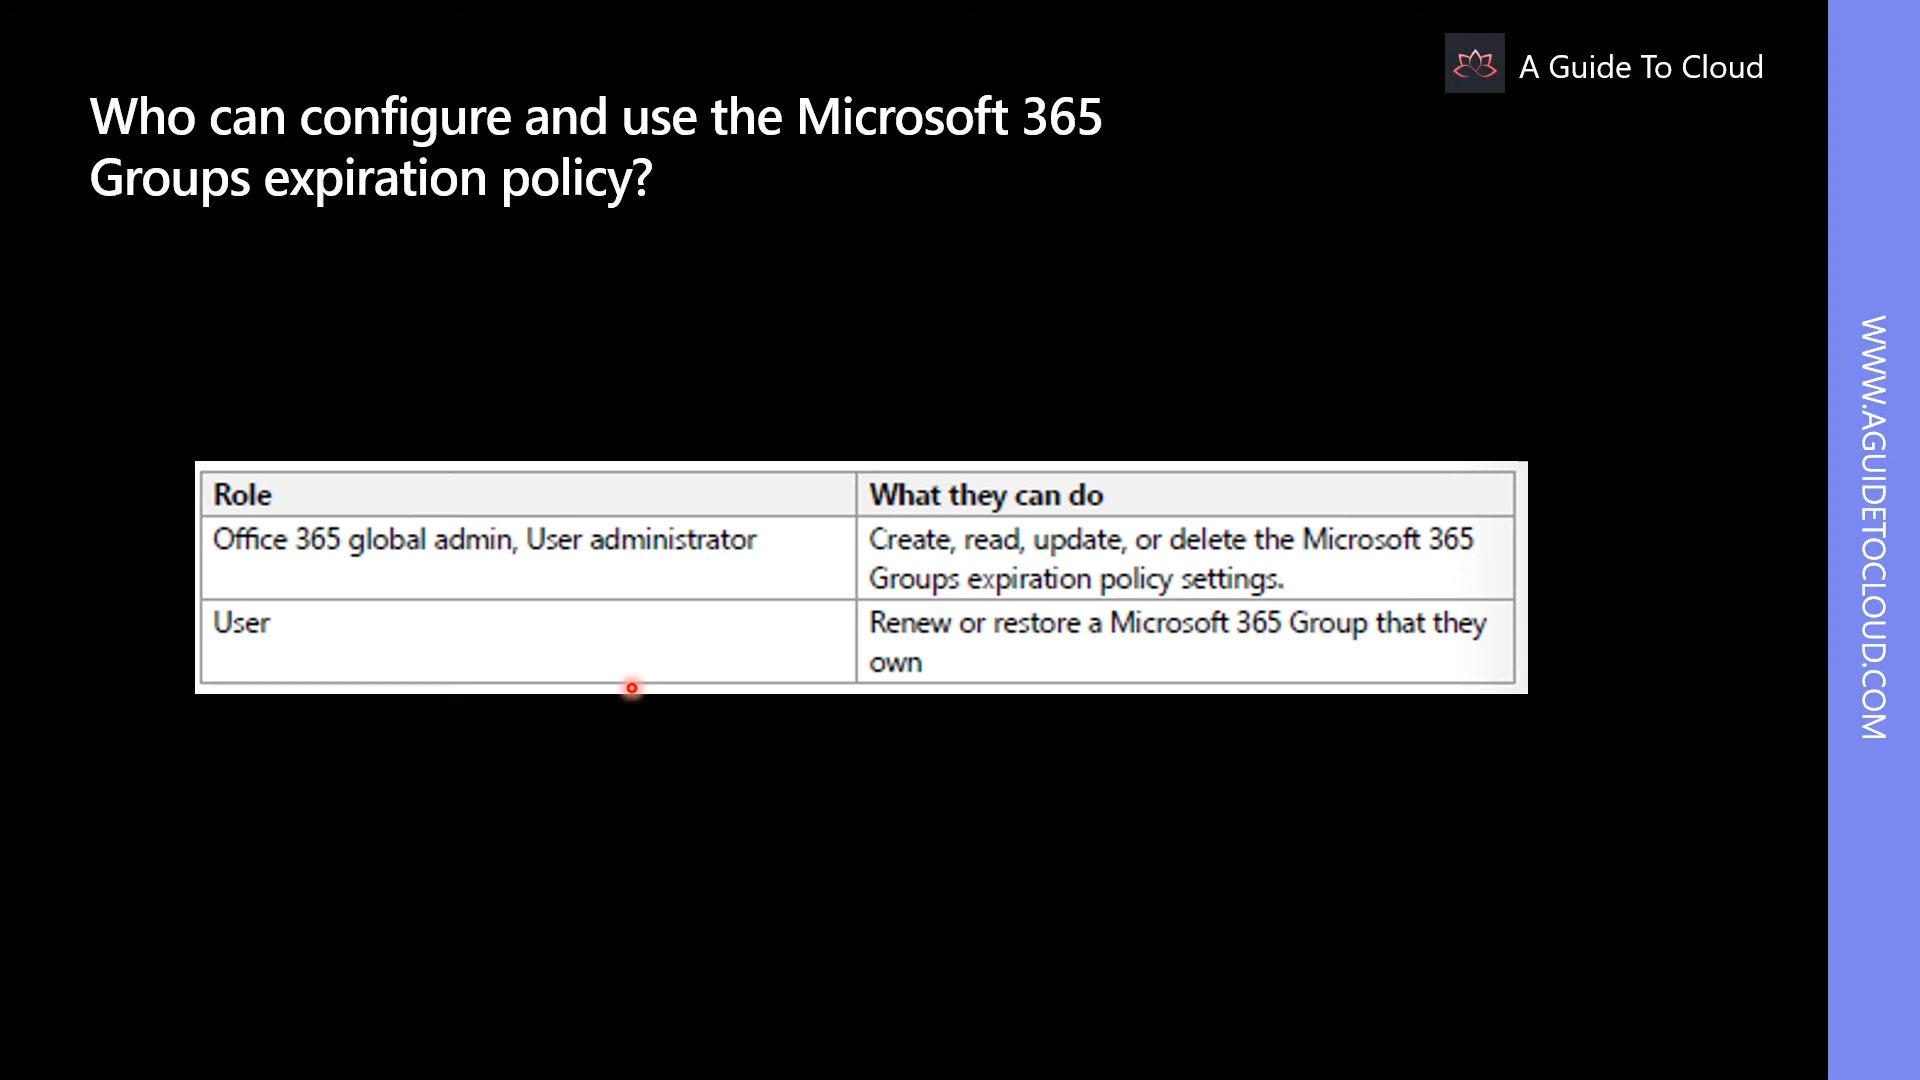 A Guide To Cloud
Who can configure and use the Microsoft 365
Groups expiration policy?
Role
What they can do
Office 365 global admin, User administrator
Create, read, update, or delete the Microsoft 365
Groups expiration policy settings.
User
Renew or restore a Microsoft 365 Group that they
own
WWW.AGUIDETOCLOUD.COM